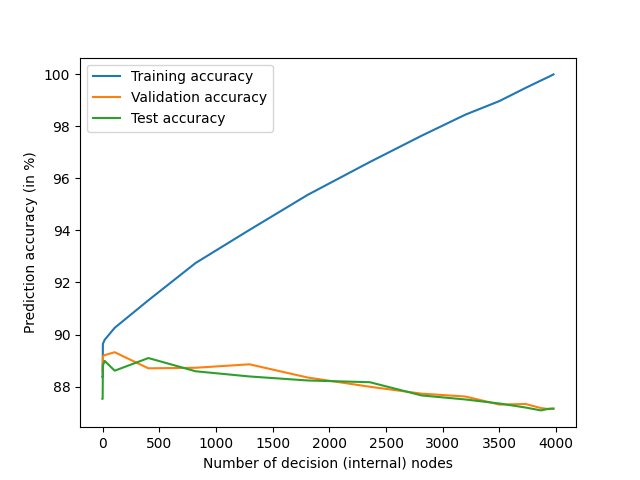 Training accuracy
Validation accuracy
Test accuracy
100
98
96
94
92
90
88
Prediction accuracy (in %)
0 500 1000 1500 2000 2500 3000 3500 4000
Number of decision (internal) nodes